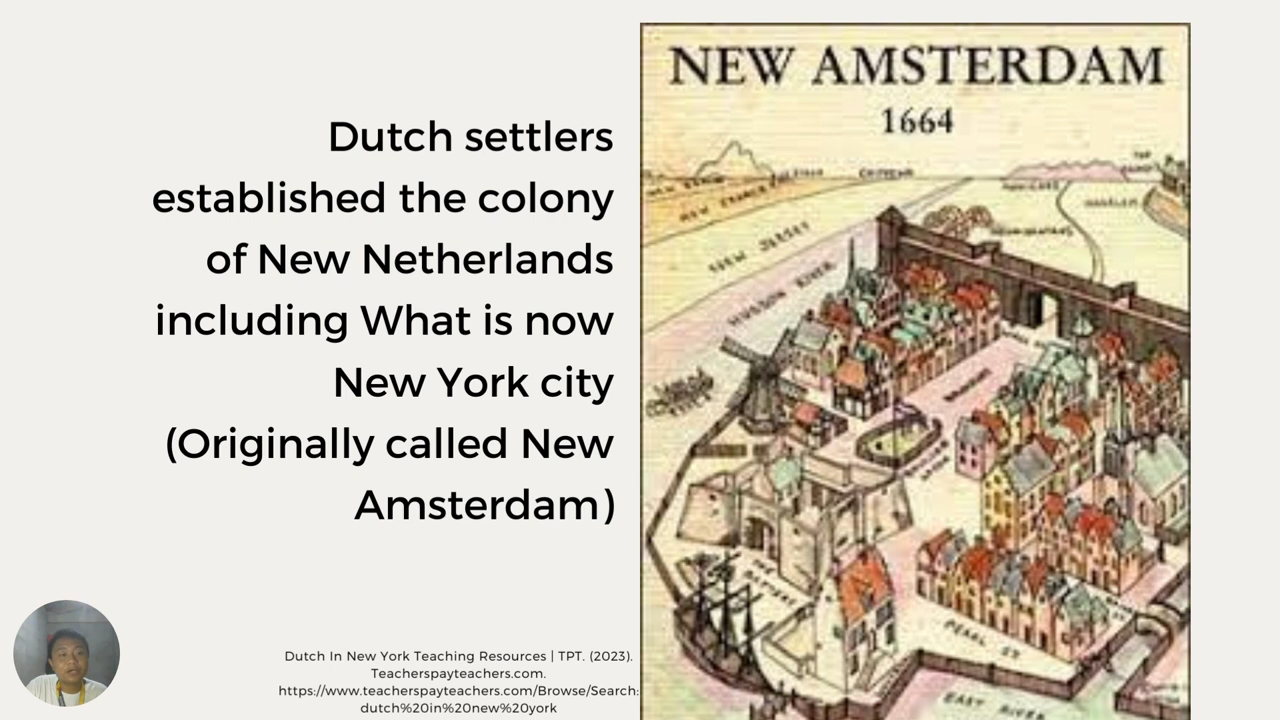 Dutch settlers
established the colony
of New Netherlands
including What is now
New York city
(Originally called New
Amsterdam)
Dutch In New York Teaching Resources | TPT. (2023).
Teacherspayteachers.com.
https://www.teacherspayteachers.com/Browse/Search:
dutch%20in%20new%20york
NEW AMSTERDAM
1664
NEW JERSEY
HUDSON RIVER
PEARL ST
EAST RIVER